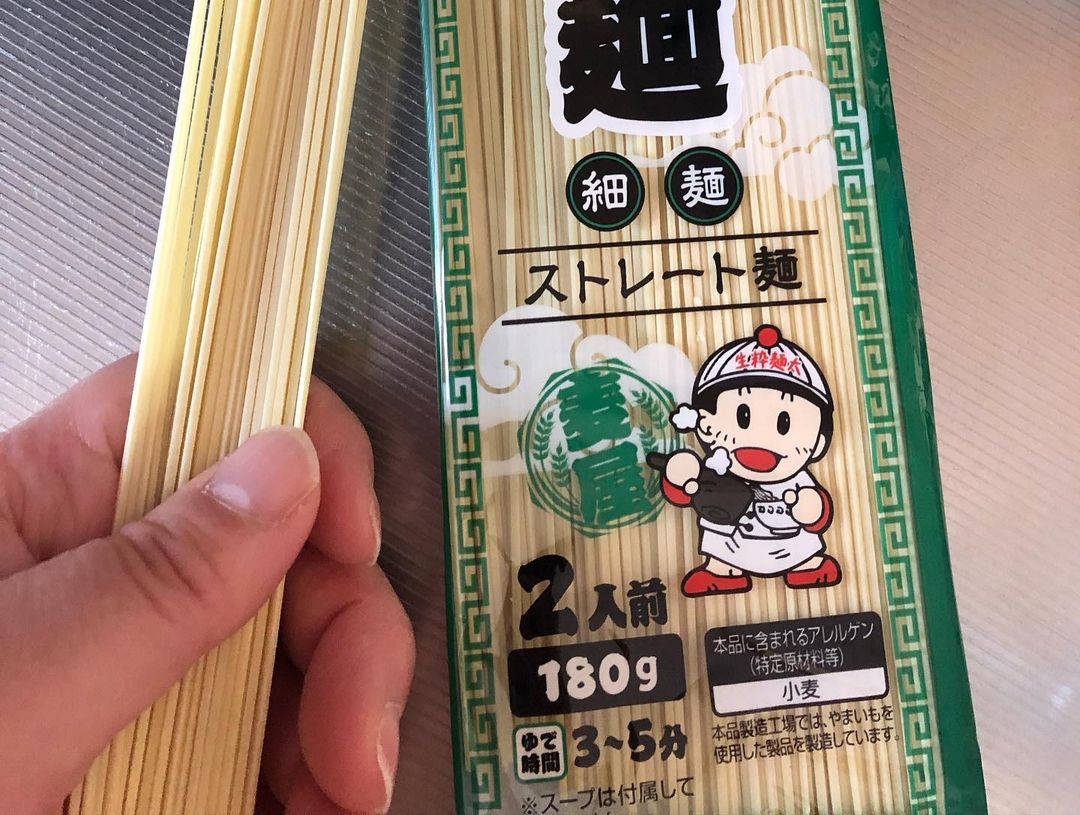 麺
細麺
ストレート麺
生粋麺太
麦屋
2人前
180g
ゆで時間 3~5分
※スープは付属して
本品に含まれるアレルゲン
(特定原材料等)
小麦
本品製造工場では、やまいもを
使用した製品を製造しています。